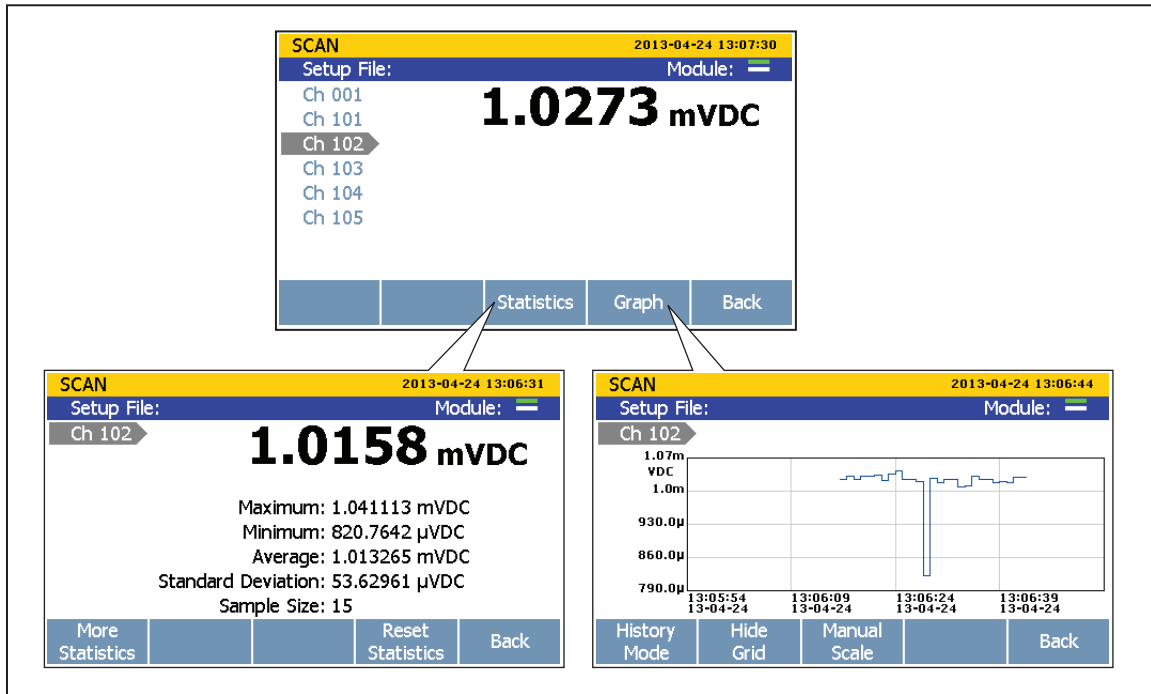 SCAN 2013-04-24 13:07:30
Setup File: Module:
Ch 001
1.0273 mVDC
Ch 101
Ch 102
Ch 103
Ch 104
Ch 105
Statistics Graph Back
SCAN 2013-04-24 13:06:31
Setup File: Module:
Ch 102
1.0158 mVDC
Maximum: 1.041113 mVDC
Minimum: 820.7642 µVDC
Average: 1.013265 mVDC
Standard Deviation: 53.62961 µVDC
Sample Size: 15
More Statistics Reset Statistics Back
SCAN 2013-04-24 13:06:44
Setup File: Module:
Ch 102
1.07m
VDC
1.0m
930.0µ
860.0µ
790.0µ
13:05:54 13:06:09 13:06:24 13:06:39
13-04-24 13-04-24 13-04-24 13-04-24
History Mode Hide Grid Manual Scale Back